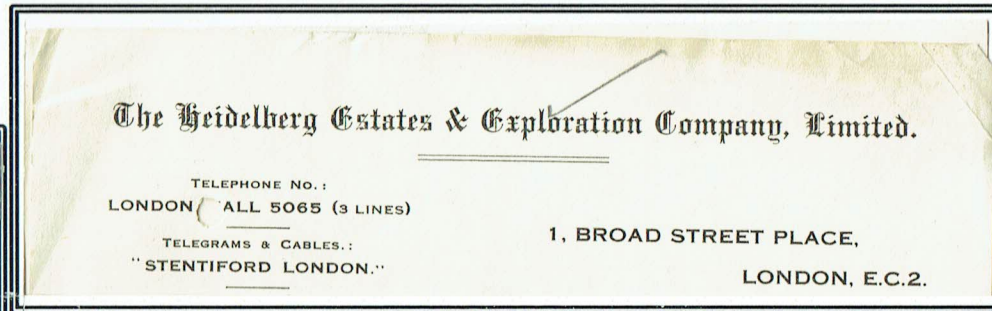 The Heidelberg Estates & Exploration Company, Limited.
TELEPHONE NO.:
LONDON ALL 5065 (3 LINES)
TELEGRAMS & CABLES.:
"STENTIFORD LONDON."
1, BROAD STREET PLACE,
LONDON, E.C.2.